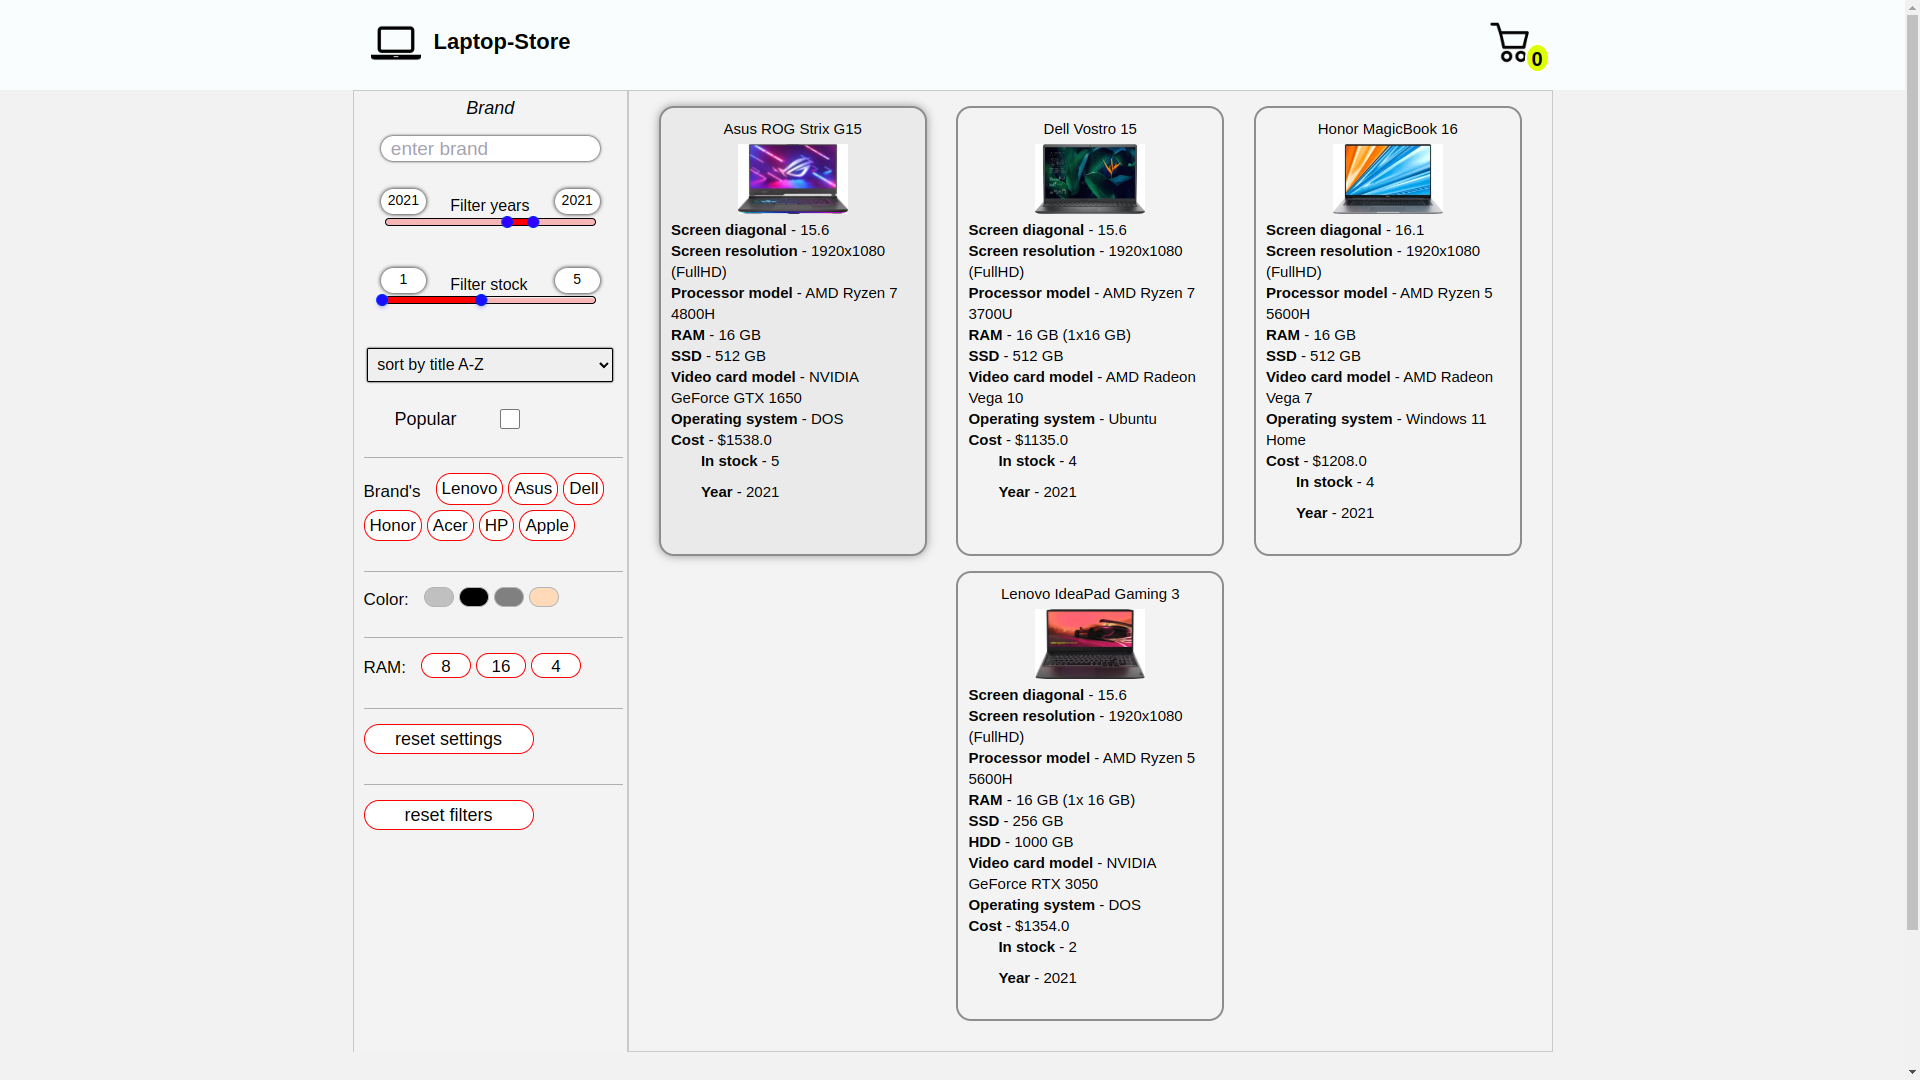 Laptop-Store
0
Brand
enter brand
2021
Filter years
2021
1
Filter stock
5
sort by title A-Z
Popular
Brand's
Lenovo
Asus
Dell
Honor
Acer
HP
Apple
Color:
RAM:
8
16
4
reset settings
reset filters
Asus ROG Strix G15
Screen diagonal - 15.6
Screen resolution - 1920x1080
(FullHD)
Processor model - AMD Ryzen 7
4800H
RAM - 16 GB
SSD - 512 GB
Video card model - NVIDIA
GeForce GTX 1650
Operating system - DOS
Cost - $1538.0
In stock - 5
Year - 2021
Dell Vostro 15
Screen diagonal - 15.6
Screen resolution - 1920x1080
(FullHD)
Processor model - AMD Ryzen 7
3700U
RAM - 16 GB (1x16 GB)
SSD - 512 GB
Video card model - AMD Radeon
Vega 10
Operating system - Ubuntu
Cost - $1135.0
In stock - 4
Year - 2021
Honor MagicBook 16
Screen diagonal - 16.1
Screen resolution - 1920x1080
(FullHD)
Processor model - AMD Ryzen 5
5600H
RAM - 16 GB
SSD - 512 GB
Video card model - AMD Radeon
Vega 7
Operating system - Windows 11
Home
Cost - $1208.0
In stock - 4
Year - 2021
Lenovo IdeaPad Gaming 3
Screen diagonal - 15.6
Screen resolution - 1920x1080
(FullHD)
Processor model - AMD Ryzen 5
5600H
RAM - 16 GB (1x 16 GB)
SSD - 256 GB
HDD - 1000 GB
Video card model - NVIDIA
GeForce RTX 3050
Operating system - DOS
Cost - $1354.0
In stock - 2
Year - 2021